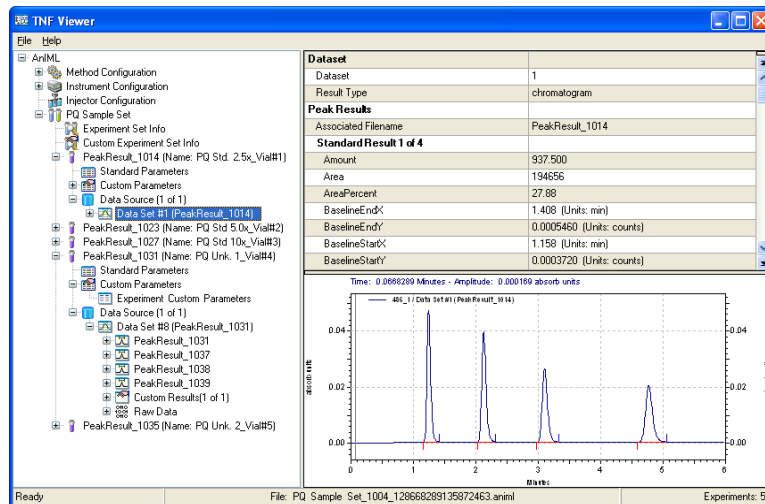 TNF Viewer
File Help
AnIML
Method Configuration
Instrument Configuration
Injector Configuration
PQ Sample Set
Experiment Set Info
Custom Experiment Set Info
PeakResult_1014 (Name: PQ Std. 2.5x_Vial#1)
Standard Parameters
Custom Parameters
Data Source (1 of 1)
Data Set #1 (PeakResult_1014)
PeakResult_1023 (Name: PQ Std 5.0x_Vial#2)
PeakResult_1027 (Name: PQ Std 10x_Vial#3)
PeakResult_1031 (Name: PQ Unk. 1_Vial#4)
Standard Parameters
Custom Parameters
Experiment Custom Parameters
Data Source (1 of 1)
Data Set #8 (PeakResult_1031)
PeakResult_1031
PeakResult_1037
PeakResult_1038
PeakResult_1039
Custom Results(1 of 1)
Raw Data
PeakResult_1035 (Name: PQ Unk. 2_Vial#5)
Dataset
Dataset 1
Result Type chromatogram
Peak Results
Associated Filename PeakResult_1014
Standard Result 1 of 4
Amount 937.500
Area 194656
AreaPercent 27.88
BaselineEndX 1.408 (Units: min)
BaselineEndY 0.0005460 (Units: counts)
BaselineStartX 1.158 (Units: min)
BaselineStartY 0.0003720 (Units: counts)
Time: 0.0668289 Minutes - Amplitude: 0.000169 absorb units
486_1 / Data Set #1 (PeakResult_1014)
absorb units
0.04 0.04
0.02 0.02
0.00 0.00
0 1 2 3 4 5 6
Minutes
Ready File: PQ Sample Set_1004_128668289135872463.animl Experiments: 5